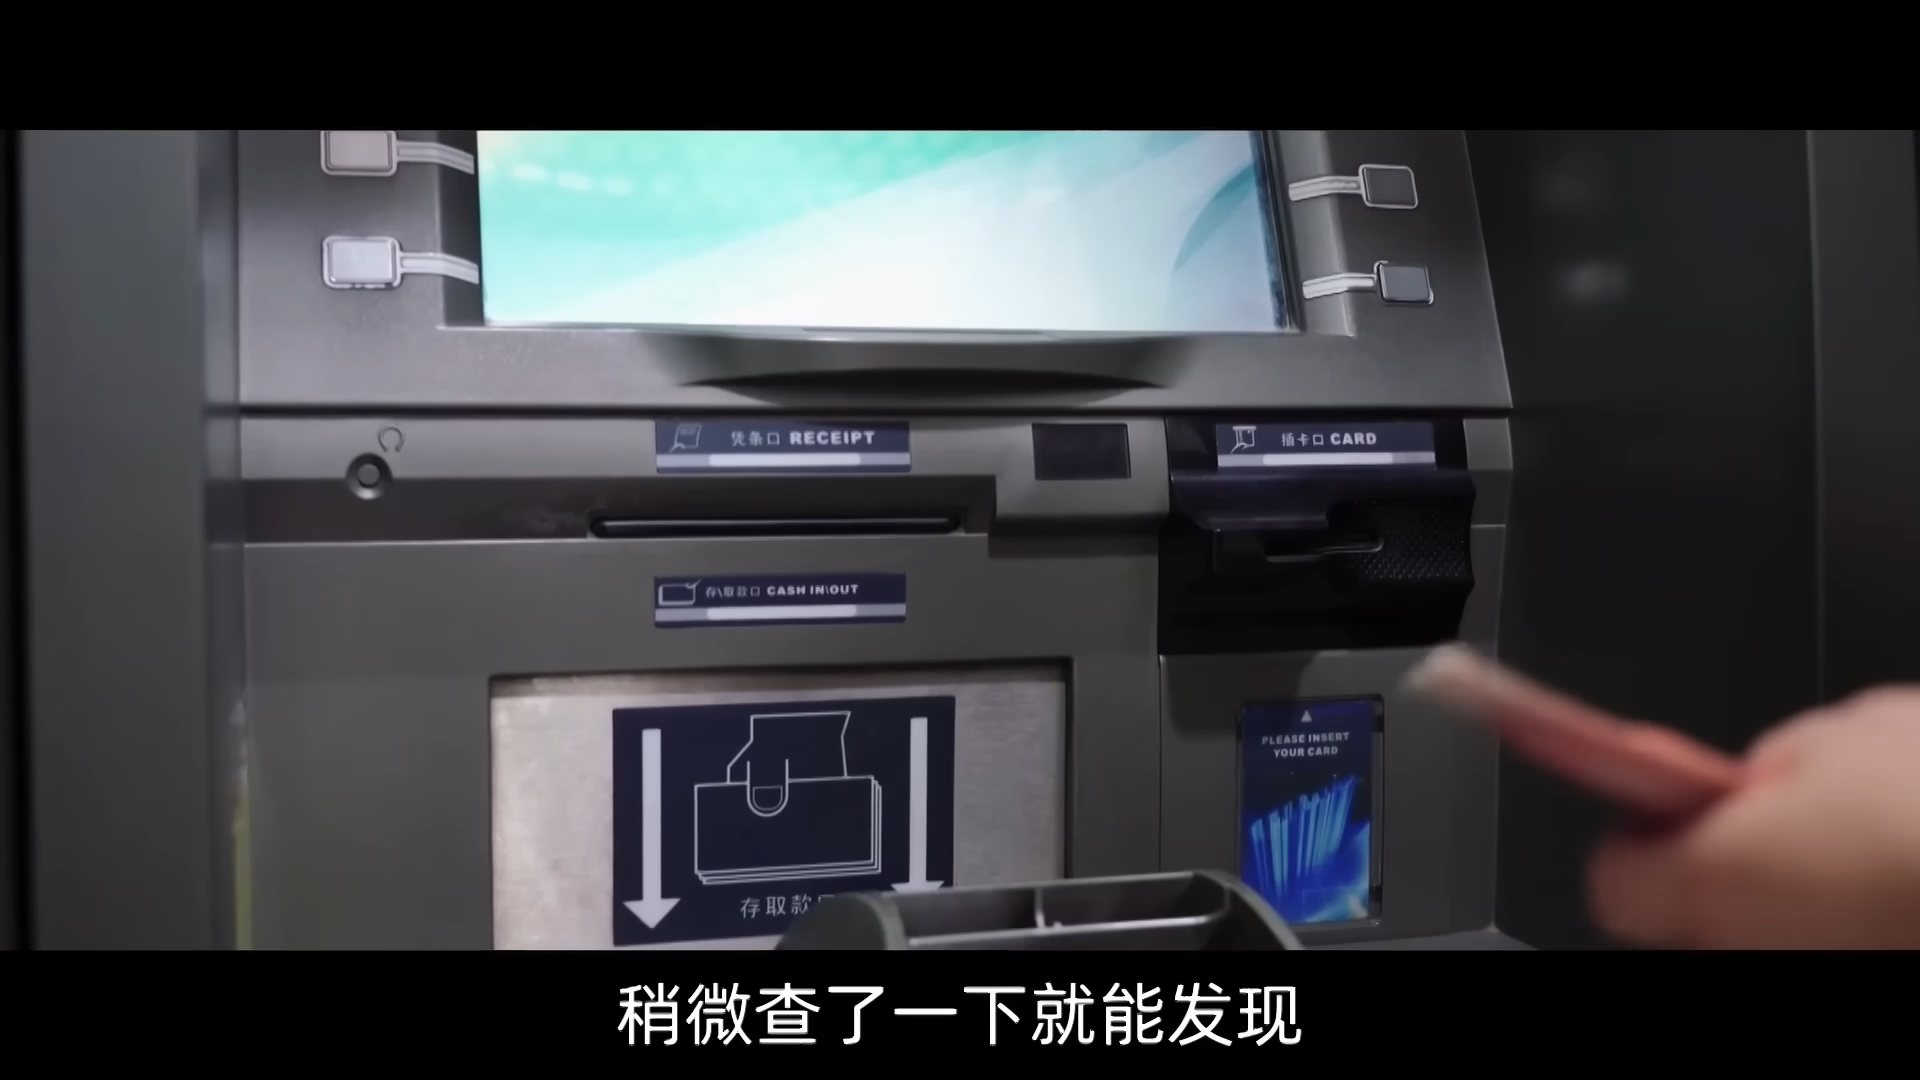 凭条口 RECEIPT
插卡口 CARD
存\取款口 CASH IN\OUT
PLEASE INSERT
YOUR CARD
存取款
稍微查了一下就能发现